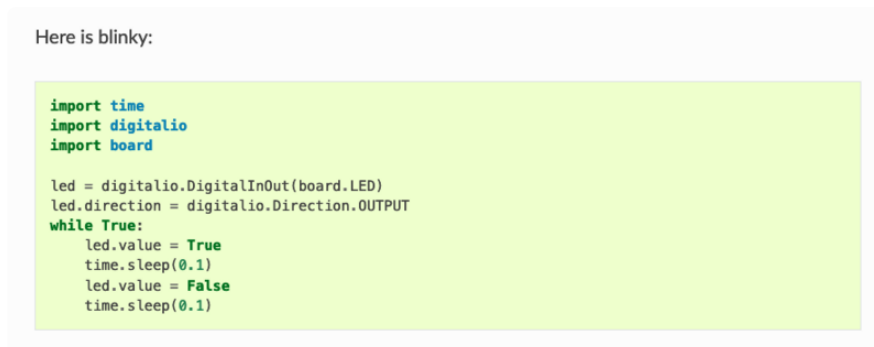 Here is blinky:
import time
import digitalio
import board
led = digitalio.DigitalInOut(board.LED)
led.direction = digitalio.Direction.OUTPUT
while True:
    led.value = True
    time.sleep(0.1)
    led.value = False
    time.sleep(0.1)